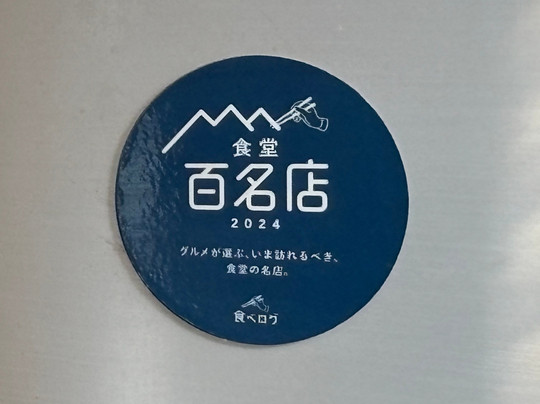 食堂
百名店
2024
グルメが選ぶ、いま訪れるべき、
食堂の名店。
食べログ